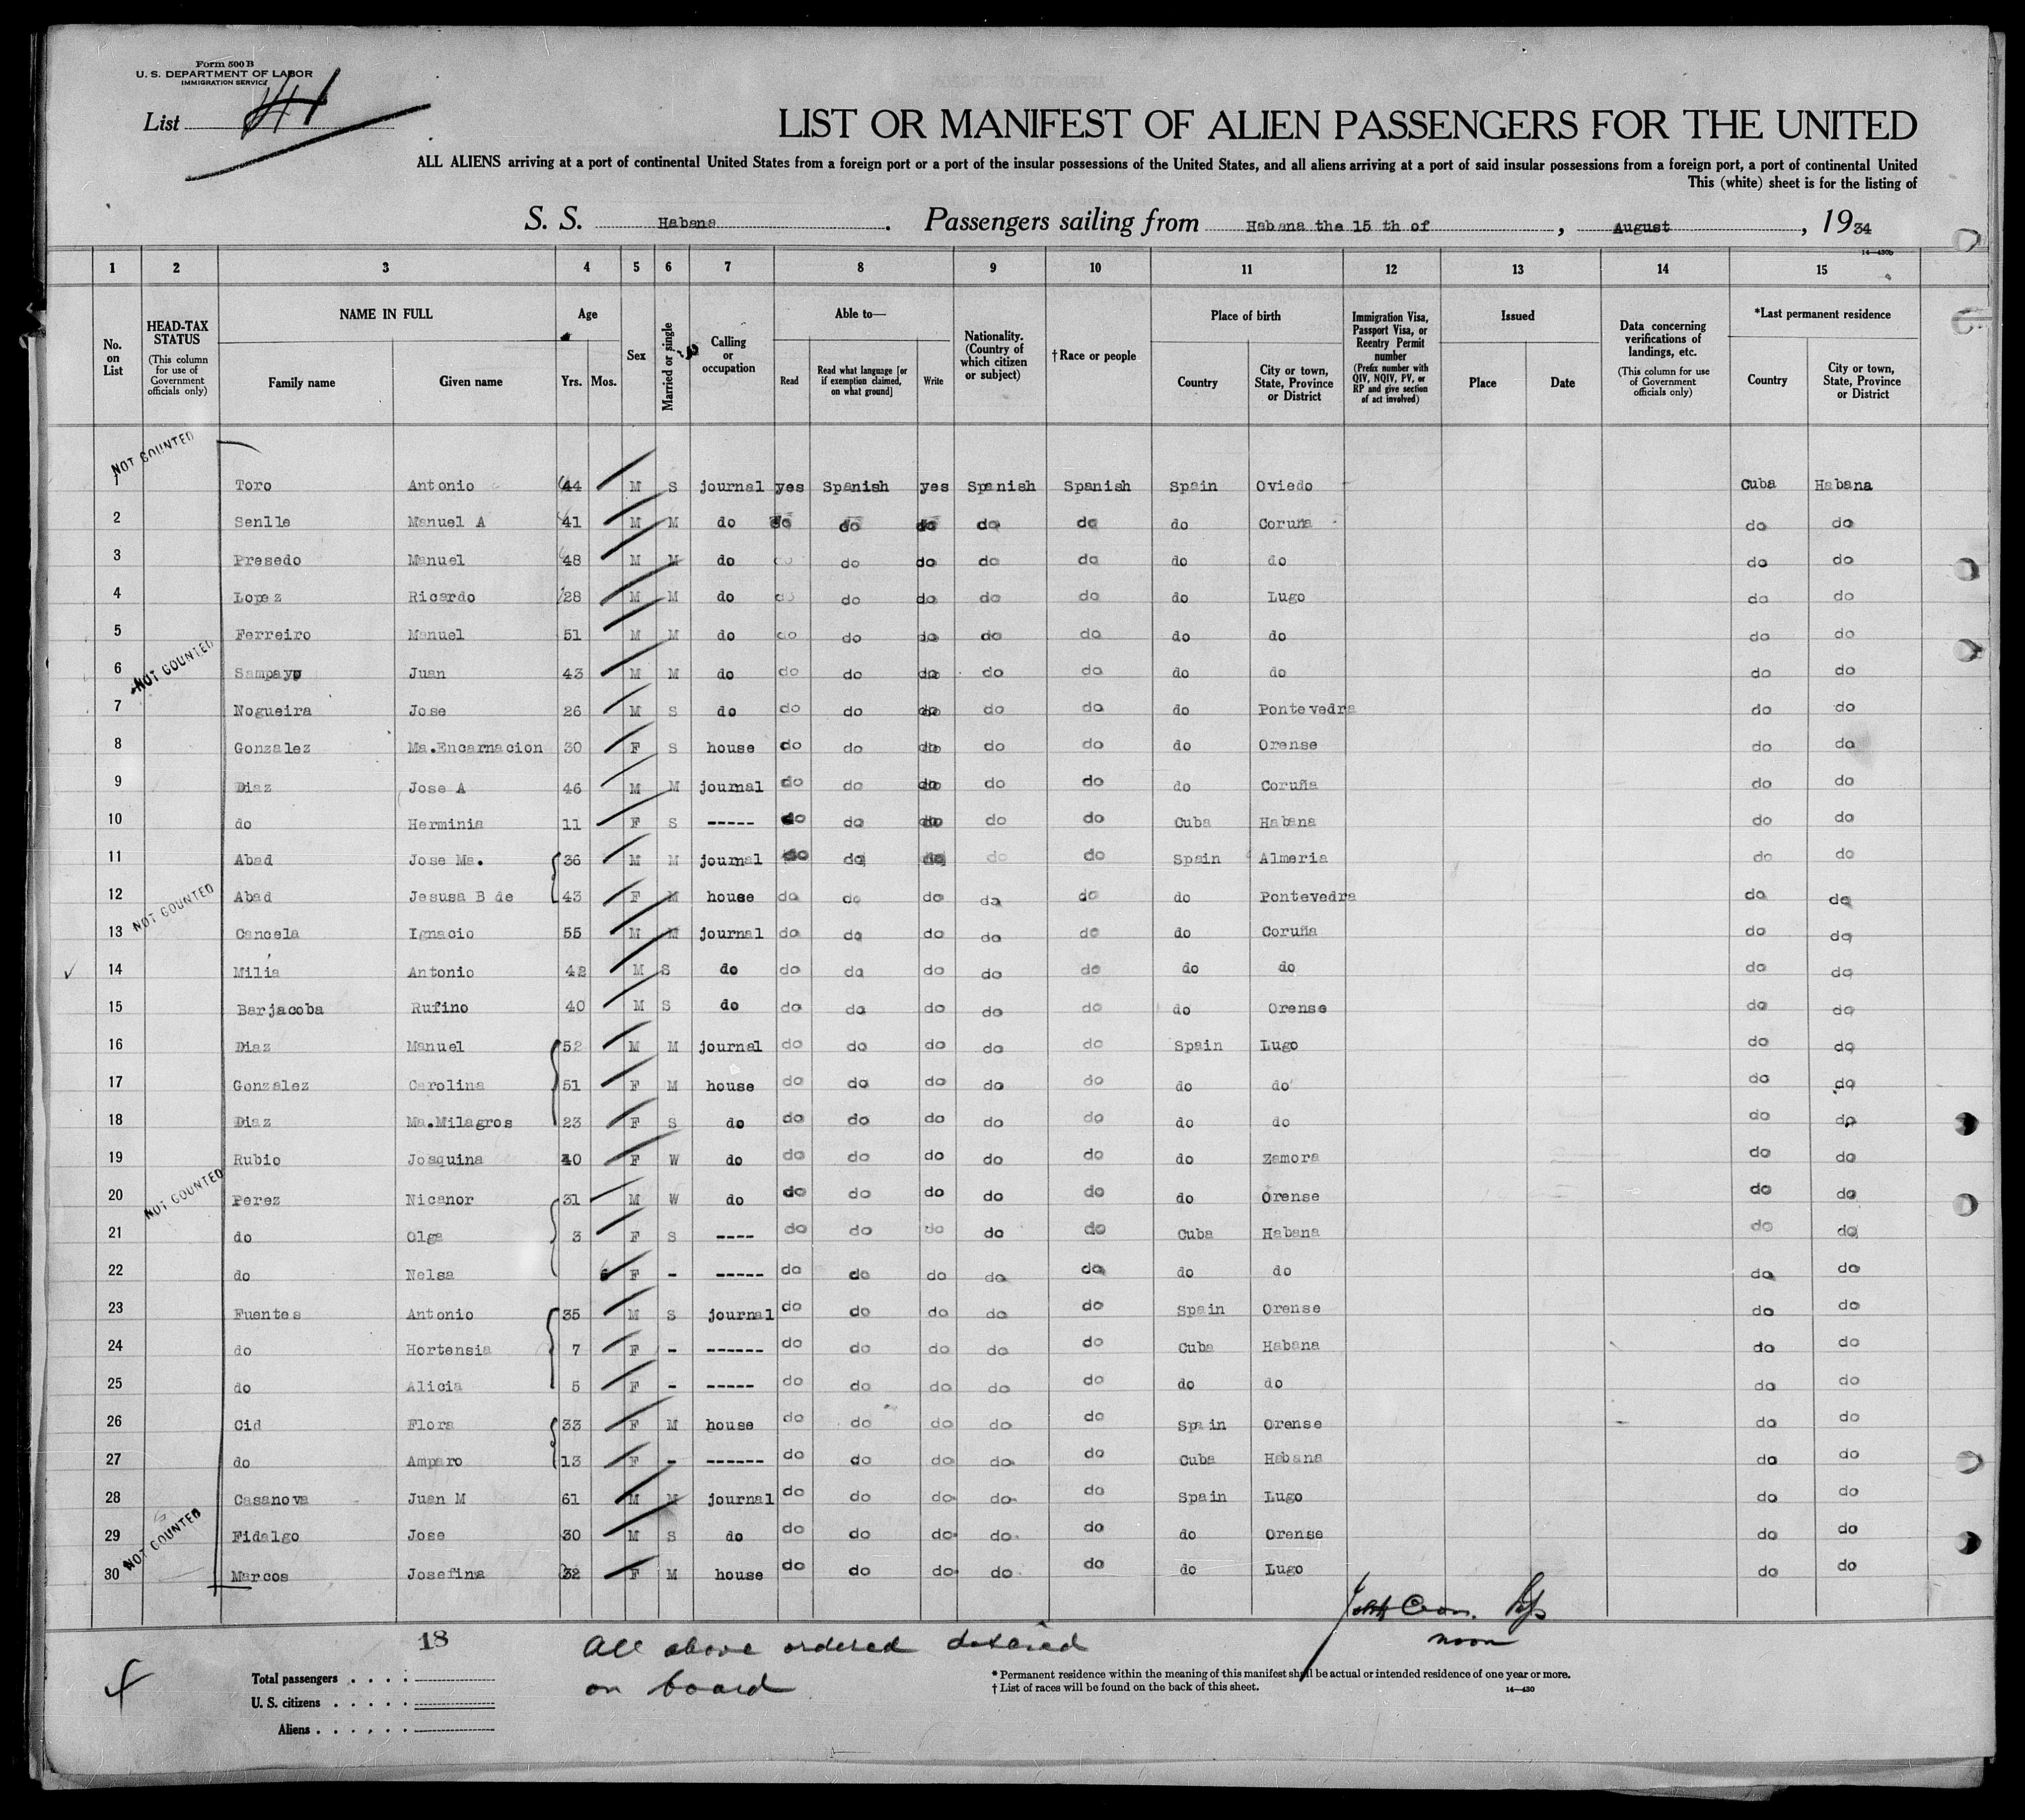 Form 500 B
U. S. DEPARTMENT OF LABOR
IMMIGRATION SERVICE
List
LIST OR MANIFEST OF ALIEN PASSENGERS FOR THE UNITED
ALL ALIENS arriving at a port of continental United States from a foreign port or a port of the insular possessions of the United States, and all aliens arriving at a port of said insular possessions from a foreign port, a port of continental United
This (white) sheet is for the listing of
S. S. Habana. Passengers sailing from Habana the 15 th of, August, 1934
14—430b
1 2 3 4 5 6 7 8 9 10 11 12 13 14 15
No. on List
HEAD-TAX STATUS (This column for use of Government officials only)
NAME IN FULL Family name Given name
Age Yrs. Mos.
Sex
Married or single
Calling or occupation
Able to— Read Read what language [or if exemption claimed, on what ground] Write
Nationality. (Country of which citizen or subject)
†Race or people
Place of birth Country City or town, State, Province or District
Immigration Visa, Passport Visa, or Reentry Permit number (Prefix number with QIV, NQIV, PV, or RP and give section of act involved)
Issued Place Date
Data concerning verifications of landings, etc. (This column for use of Government officials only)
*Last permanent residence Country City or town, State, Province or District
NOT COUNTED
1 Toro Antonio 44 M S journal yes Spanish yes Spanish Spanish Spain Oviedo Cuba Habana
2 Senlle Manuel A 41 M M do do do do do do do Coruña do do
3 Presedo Manuel 48 M M do do do do do do do do do do
4 Lopez Ricardo 28 M M do do do do do do do Lugo do do
5 Ferreiro Manuel 51 M M do do do do do do do do do do
NOT COUNTED
6 Sampayo Juan 43 M M do do do do do do do do do do
7 Nogueira Jose 26 M S do do do do do do do Pontevedra do do
8 Gonzalez Ma.Encarnacion 30 F S house do do do do do do Orense do do
9 Diaz Jose A 46 M M journal do do do do do do Coruña do do
10 do Herminia 11 F S ----- do do do do do Cuba Habana do do
11 Abad Jose Ma. 36 M M journal do do do do do Spain Almeria do do
12 Abad Jesusa B de 43 F M house do do do do do do Pontevedra do do
NOT COUNTED
13 Cancela Ignacio 55 M M journal do do do do do do Coruña do do
14 Milia Antonio 42 M S do do do do do do do do do do
15 Barjacoba Rufino 40 M S do do do do do do do Orense do do
16 Diaz Manuel 52 M M journal do do do do do Spain Lugo do do
17 Gonzalez Carolina 51 F M house do do do do do do do do do
18 Diaz Ma.Milagros 23 F S do do do do do do do do do do
19 Rubio Joaquina 40 F W do do do do do do do Zamora do do
NOT COUNTED
20 Perez Nicanor 31 M W do do do do do do do Orense do do
21 do Olga 3 F S ---- do do do do do Cuba Habana do do
22 do Nelsa 6 F - ----- do do do do do do do do do
23 Fuentes Antonio 35 M S journal do do do do do Spain Orense do do
24 do Hortensia 7 F - ------ do do do do do Cuba Habana do do
25 do Alicia 5 F - ----- do do do do do do do do do
26 Cid Flora 33 F M house do do do do do Spain Orense do do
27 do Amparo 13 F - ------ do do do do do Cuba Habana do do
28 Casanova Juan M 61 M M journal do do do do do Spain Lugo do do
29 Fidalgo Jose 30 M S do do do do do do do Orense do do
NOT COUNTED
30 Marcos Josefina 32 F M house do do do do do do Lugo do do
noon
18
All above ordered detained
on board
Total passengers . . . .
U. S. citizens . . . . .
Aliens . . . . . .
* Permanent residence within the meaning of this manifest shall be actual or intended residence of one year or more.
† List of races will be found on the back of this sheet.
14—430